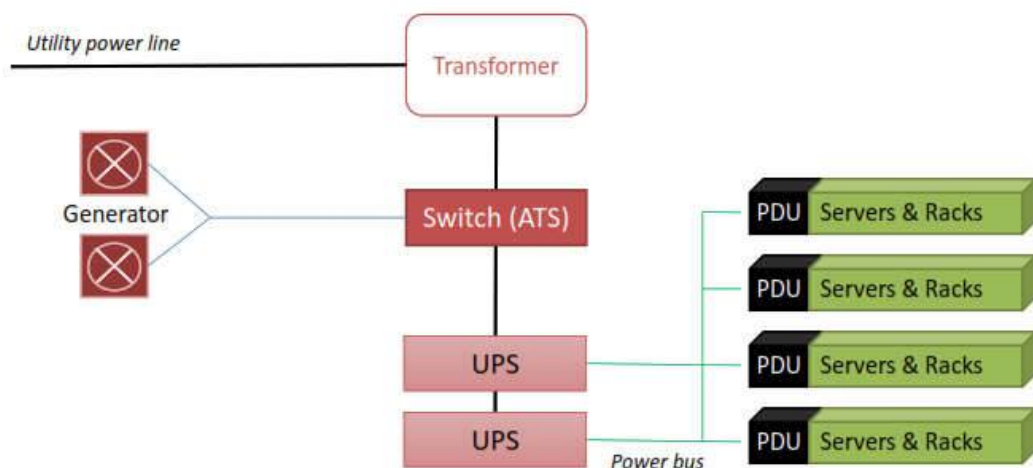 Utility power line
Transformer
Generator
Switch (ATS)
PDU Servers & Racks
PDU Servers & Racks
UPS
PDU Servers & Racks
UPS
PDU Servers & Racks
Power bus